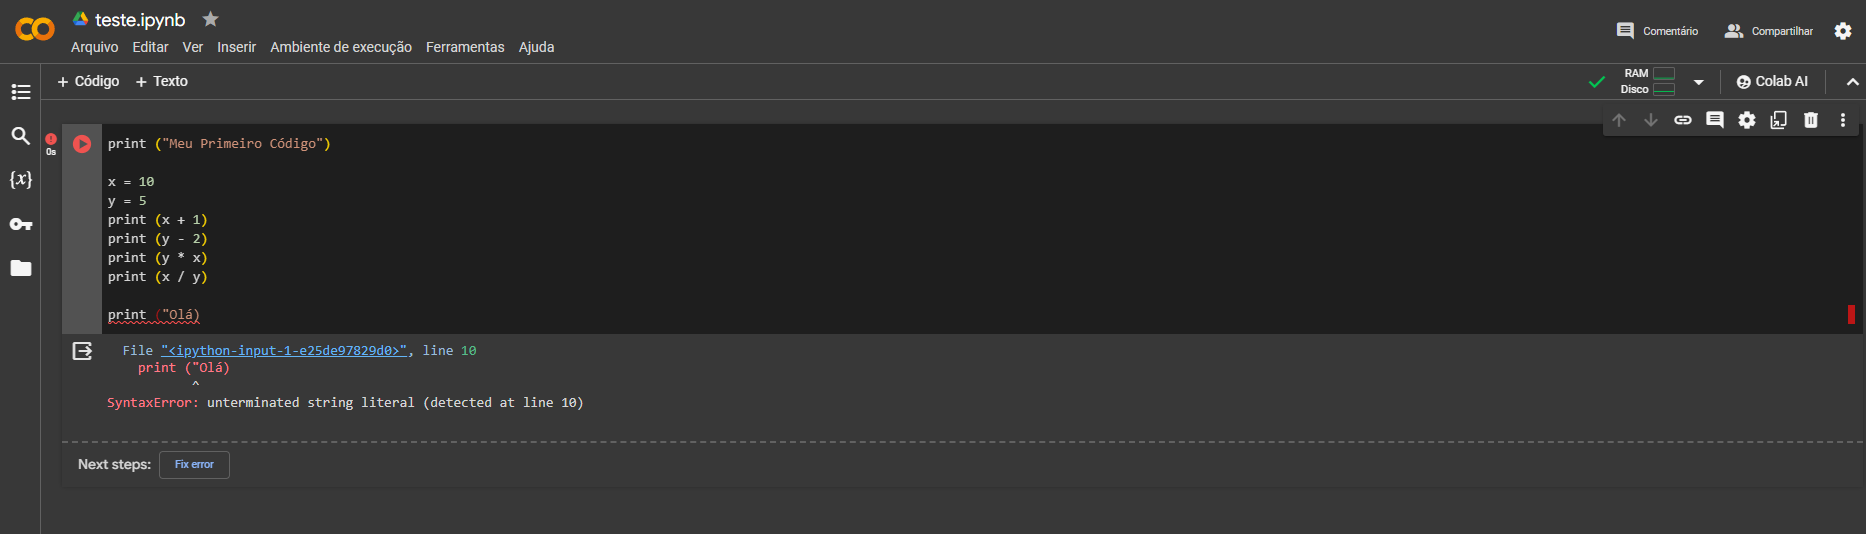 teste.ipynb
Arquivo Editar Ver Inserir Ambiente de execução Ferramentas Ajuda
Comentário Compartilhar
+ Código + Texto
RAM
Disco
Colab AI
{x}
0s
print ("Meu Primeiro Código")
x = 10
y = 5
print (x + 1)
print (y - 2)
print (y * x)
print (x / y)
print ("Olá)
File "<ipython-input-1-e25de97829d0>", line 10
print ("Olá)
^
SyntaxError: unterminated string literal (detected at line 10)
Next steps: Fix error